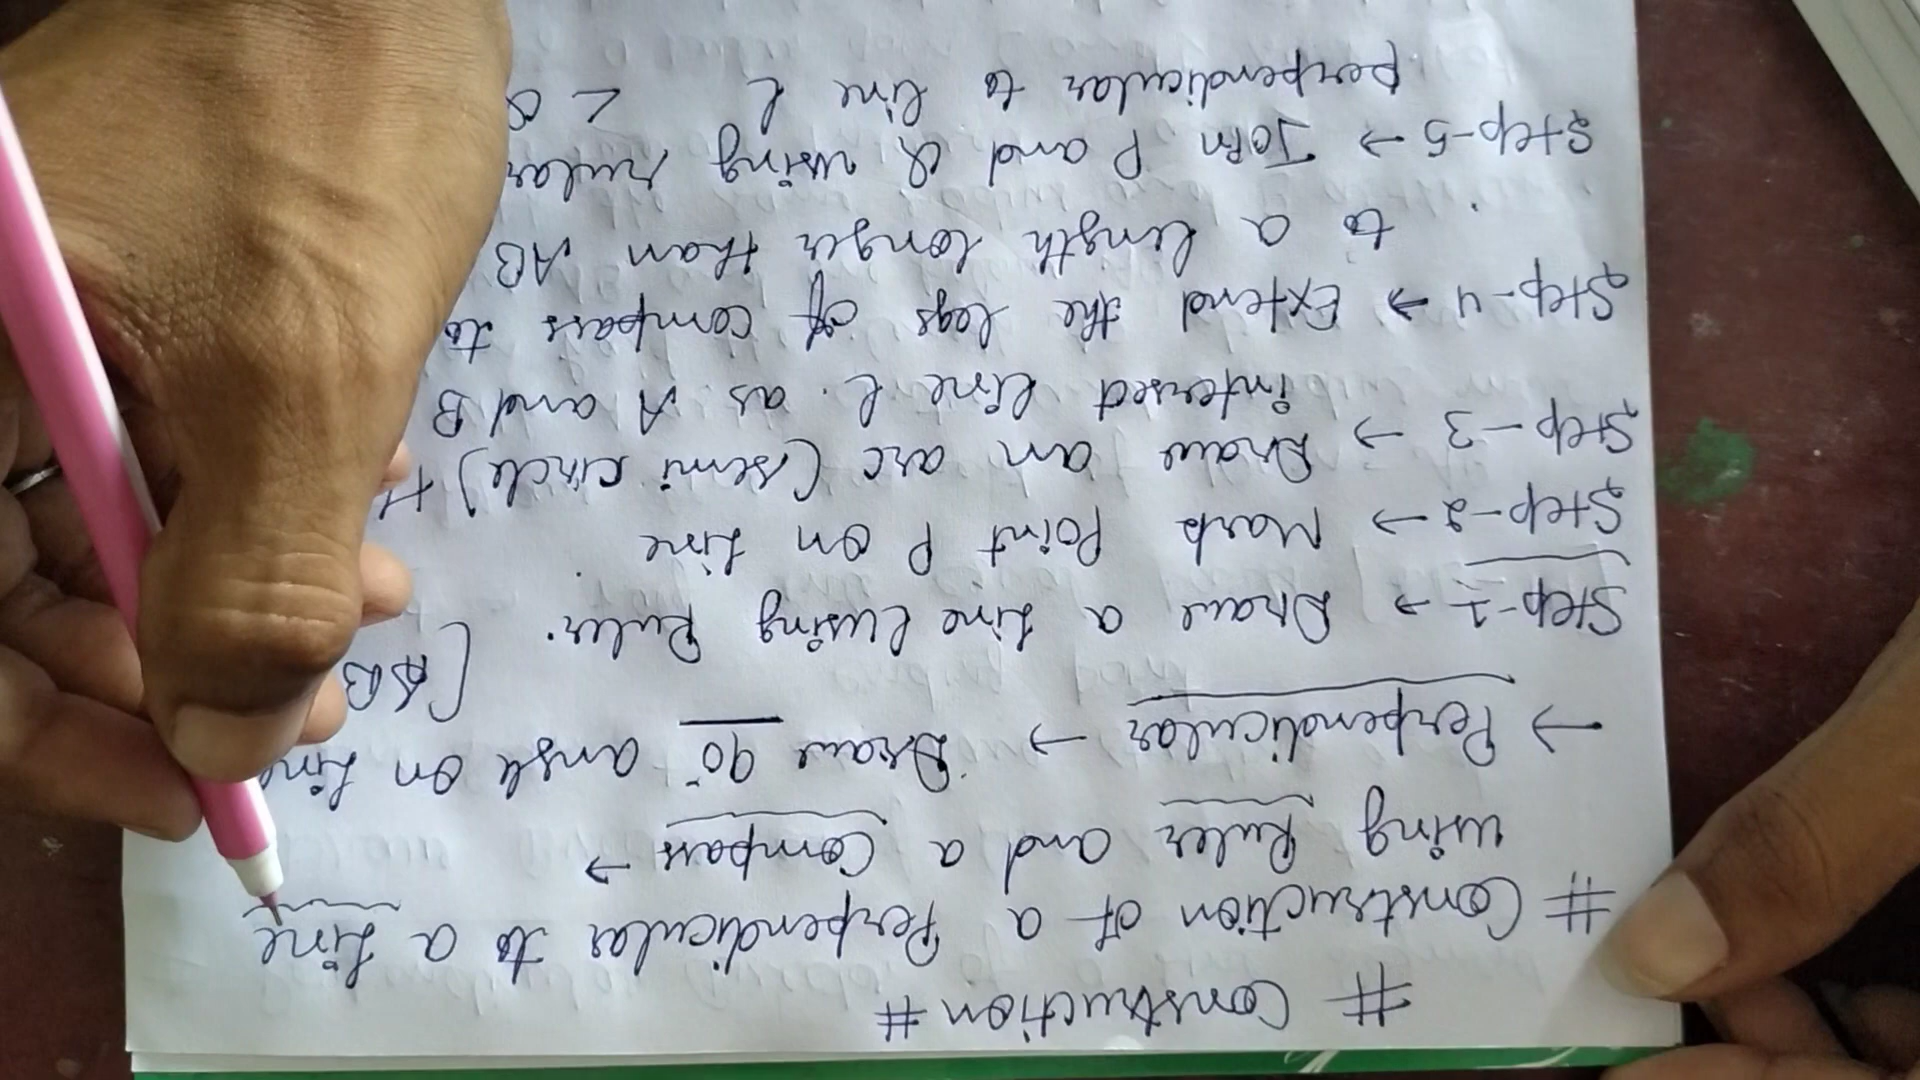 # Construction #
# Construction of a Perpendicular to a Line
using Ruler and a Compass →
→ Perpendicular → Draw 90° angle on Line
Step-1 → Draw a Line l using Ruler.
Step-2 → Mark Point P on Line
Step-3 → Draw an arc (semi circle)
intersect line l as A and B
Step-4 → Extend the legs of compass to
to a length longer than AB
Step-5 → Join P and Q using rular
perpendicular to line l